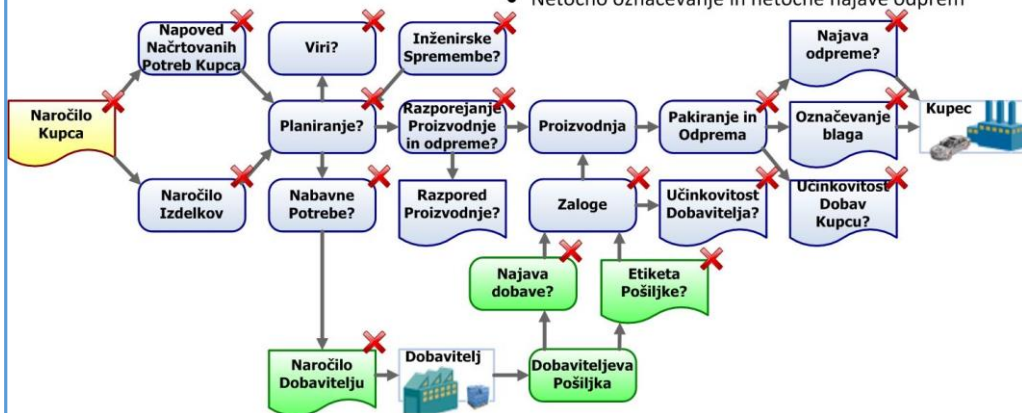 • Netočno označevanje in netočne najave odprem
Napoved
Načrtovanih
Potreb Kupca
Viri?
Inženirske
Spremembe?
Najava
odpreme?
Naročilo
Kupca
Planiranje?
Razporejanje
Proizvodnje
in odpreme?
Proizvodnja
Pakiranje in
Odprema
Označevanje
blaga
Kupec
Naročilo
Izdelkov
Nabavne
Potrebe?
Razpored
Proizvodnje?
Zaloge
Učinkovitost
Dobavitelja?
Učinkovitost
Dobav
Kupcu?
Najava
dobave?
Etiketa
Pošiljke?
Naročilo
Dobavitelju
Dobavitelj
Dobaviteljeva
Pošiljka